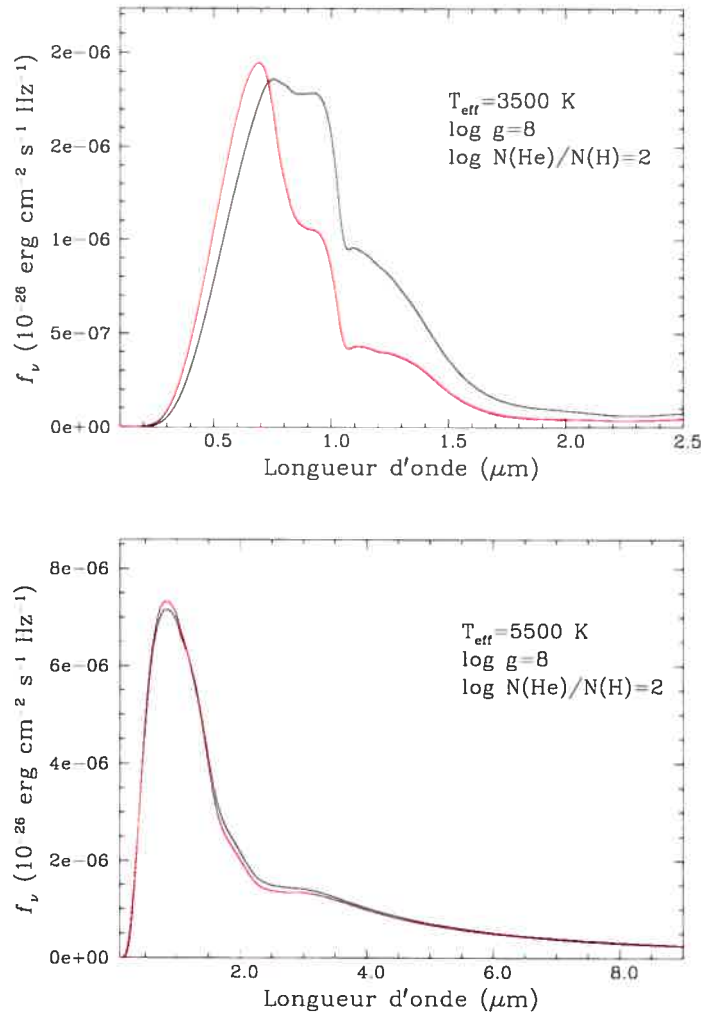 2e−06
2e−06
1e−06
5e−07
0e+00
f_ν (10⁻²⁶ erg cm⁻² s⁻¹ Hz⁻¹)
T_eff=3500 K
log g=8
log N(He)/N(H)=2
0.5 1.0 1.5 2.0 2.5
Longueur d'onde (μm)
8e−06
6e−06
4e−06
2e−06
0e+00
f_ν (10⁻²⁶ erg cm⁻² s⁻¹ Hz⁻¹)
T_eff=5500 K
log g=8
log N(He)/N(H)=2
2.0 4.0 6.0 8.0
Longueur d'onde (μm)